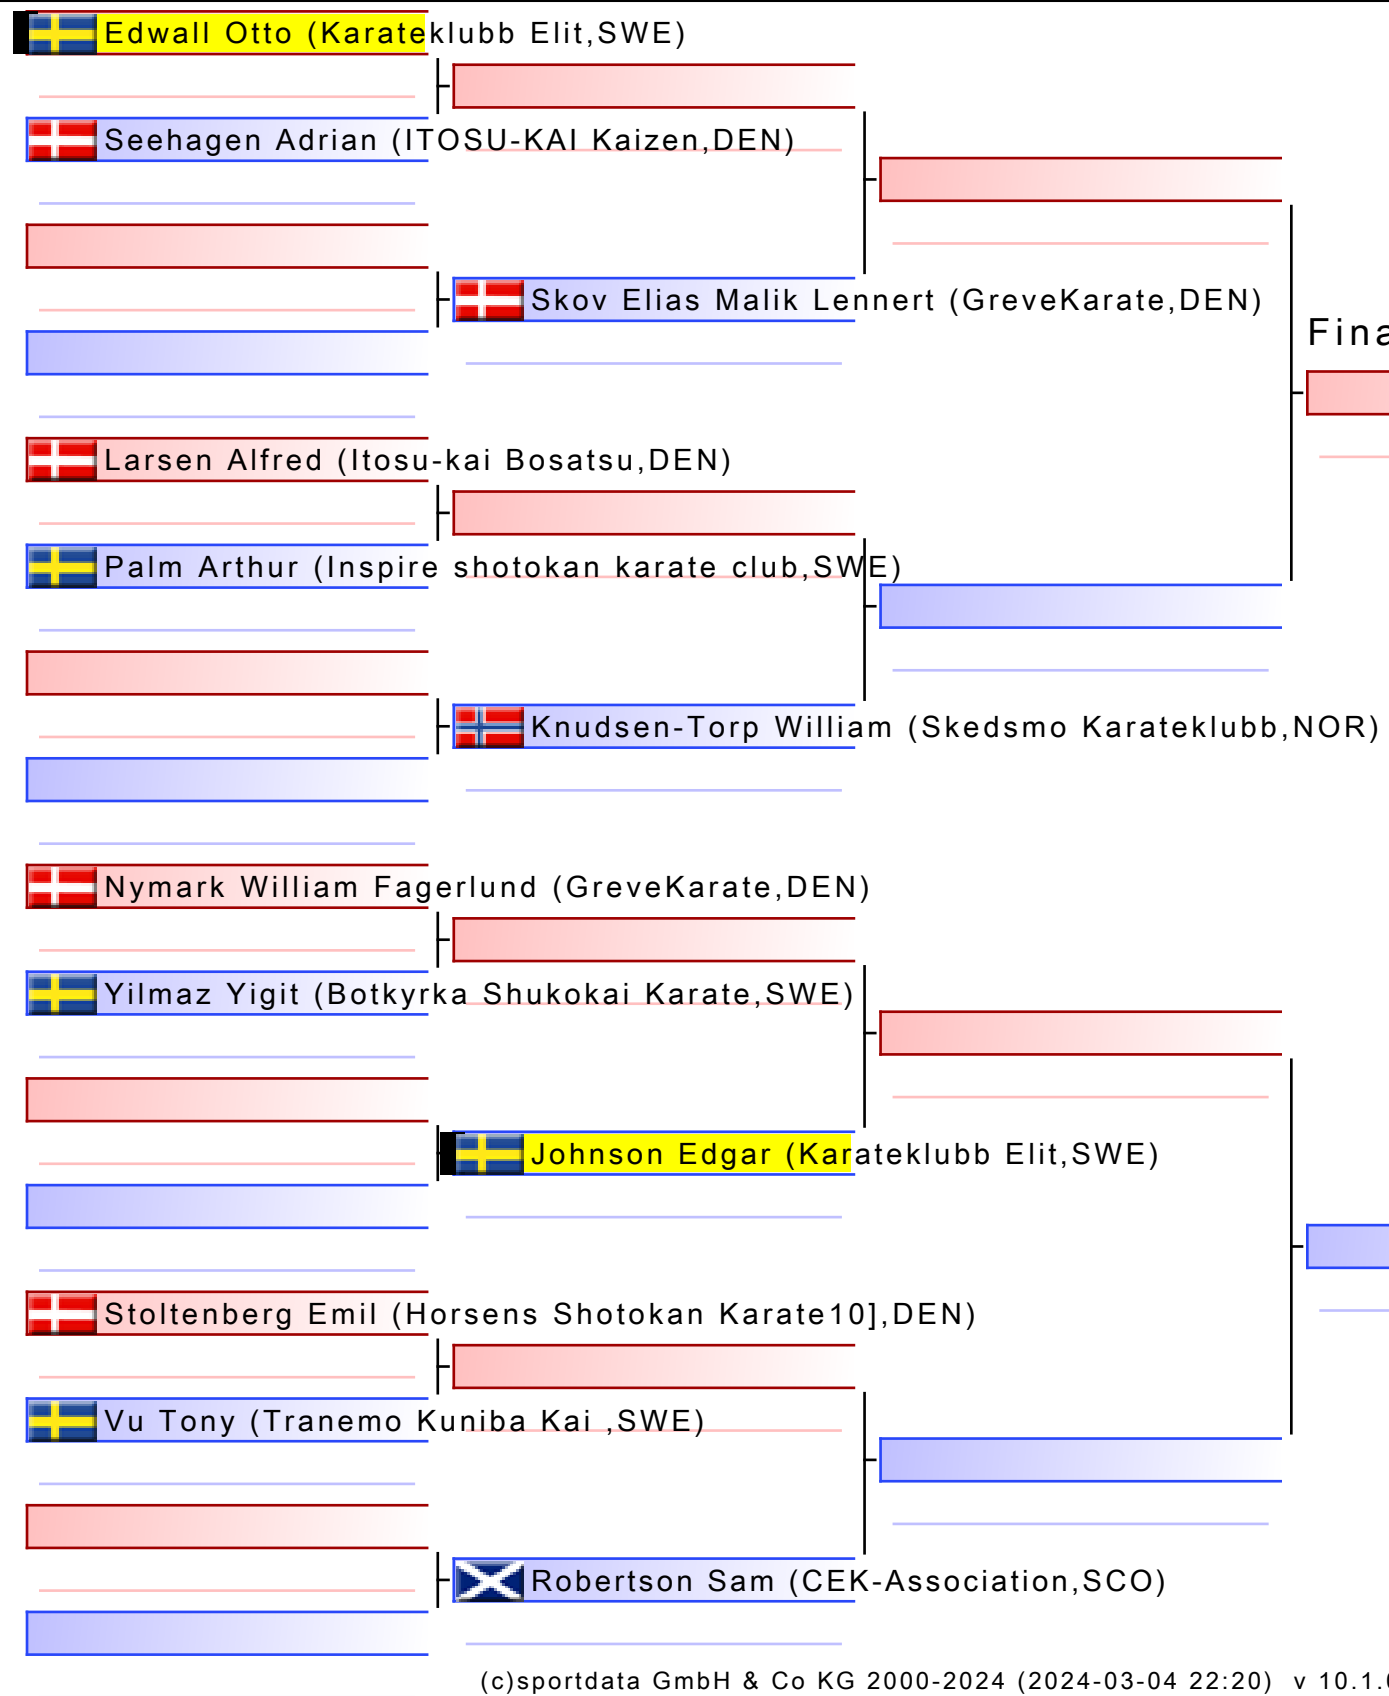 Edwall Otto (Karateklubb Elit,SWE)
Seehagen Adrian (ITOSU-KAI Kaizen,DEN)
Skov Elias Malik Lennert (GreveKarate,DEN)
Fina
Larsen Alfred (Itosu-kai Bosatsu,DEN)
Palm Arthur (Inspire shotokan karate club,SWE)
Knudsen-Torp William (Skedsmo Karateklubb,NOR)
Nymark William Fagerlund (GreveKarate,DEN)
Yilmaz Yigit (Botkyrka Shukokai Karate,SWE)
Johnson Edgar (Karateklubb Elit,SWE)
Stoltenberg Emil (Horsens Shotokan Karate10],DEN)
Vu Tony (Tranemo Kuniba Kai ,SWE)
Robertson Sam (CEK-Association,SCO)
(c)sportdata GmbH & Co KG 2000-2024 (2024-03-04 22:20) v 10.1.